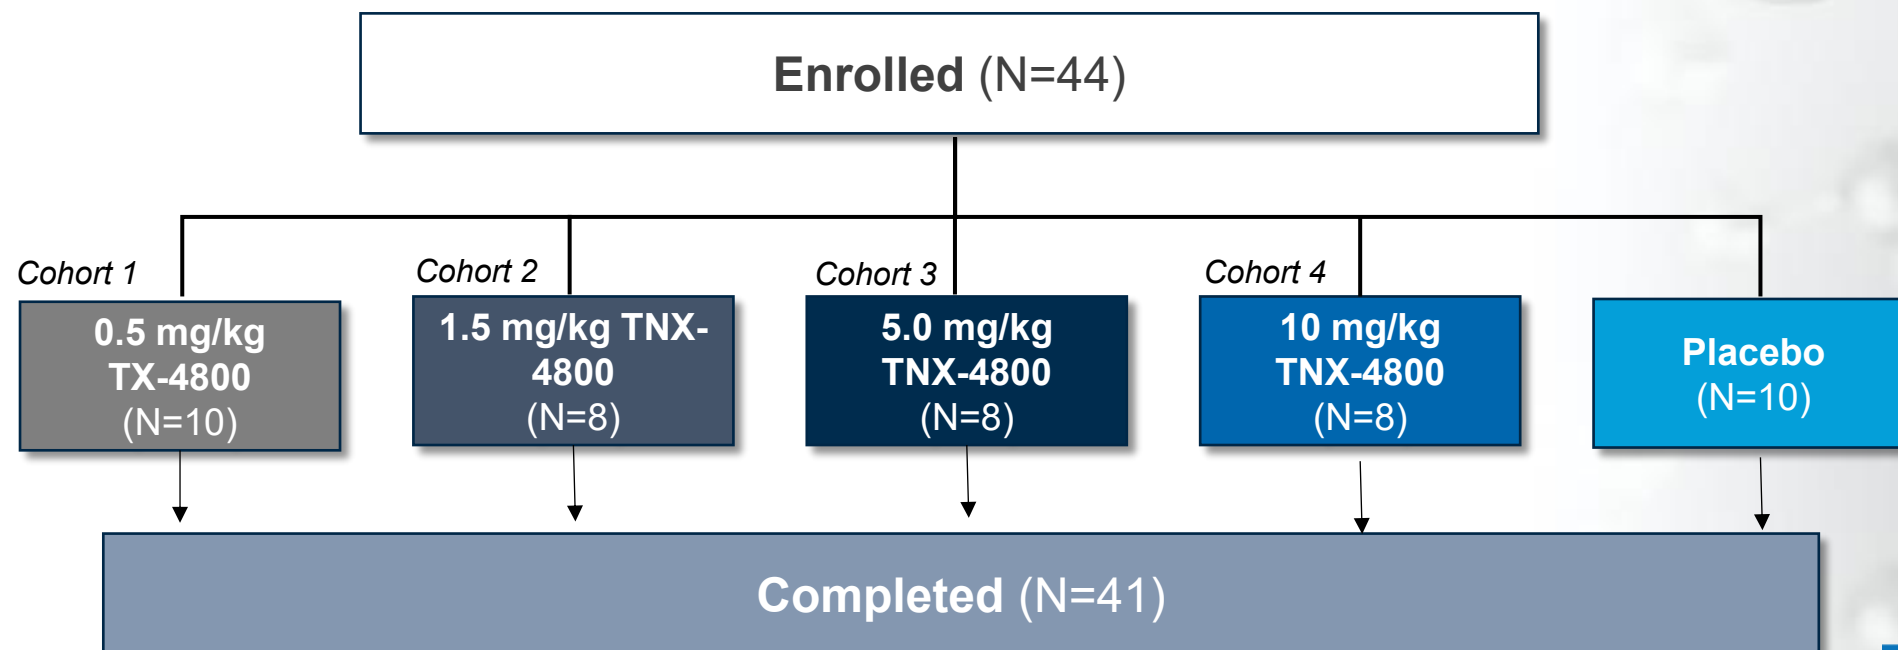 Enrolled (N=44)
Cohort 1
0.5 mg/kg
TX-4800
(N=10)
Cohort 2
1.5 mg/kg TNX-
4800
(N=8)
Cohort 3
5.0 mg/kg
TNX-4800
(N=8)
Cohort 4
10 mg/kg
TNX-4800
(N=8)
Placebo
(N=10)
Completed (N=41)